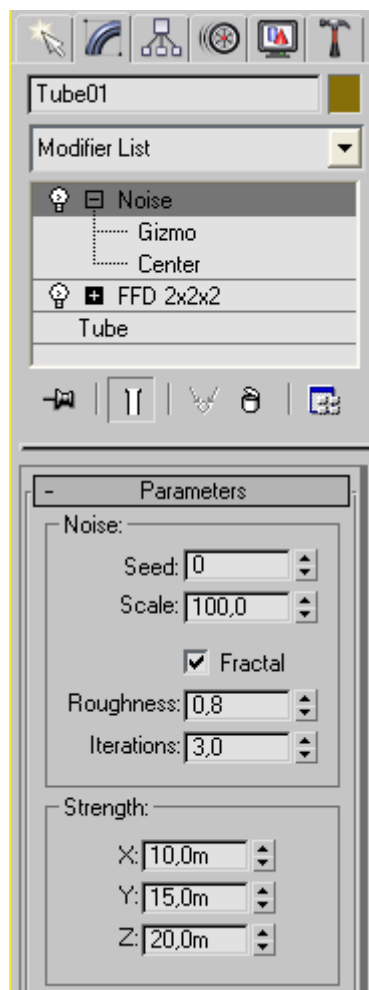 Tube01
Modifier List
Noise
Gizmo
Center
FFD 2x2x2
Tube
- Parameters
Noise:
Seed: 0
Scale: 100,0
Fractal
Roughness: 0,8
Iterations: 3,0
Strength:
X: 10,0m
Y: 15,0m
Z: 20,0m